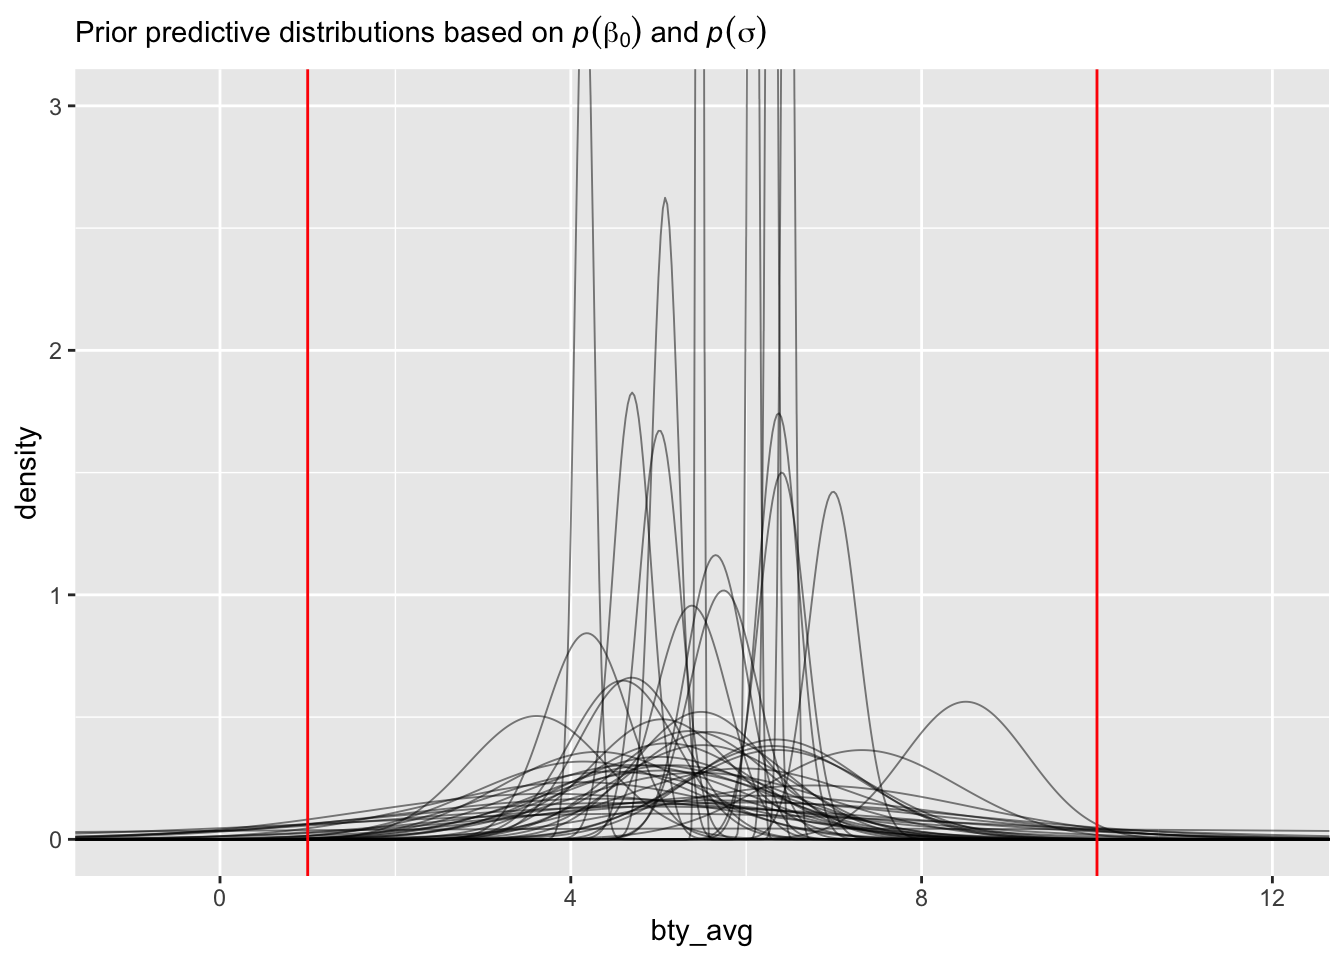 Prior predictive distributions based on p(β₀) and p(σ)
3
2
1
0
density
0 4 8 12
bty_avg